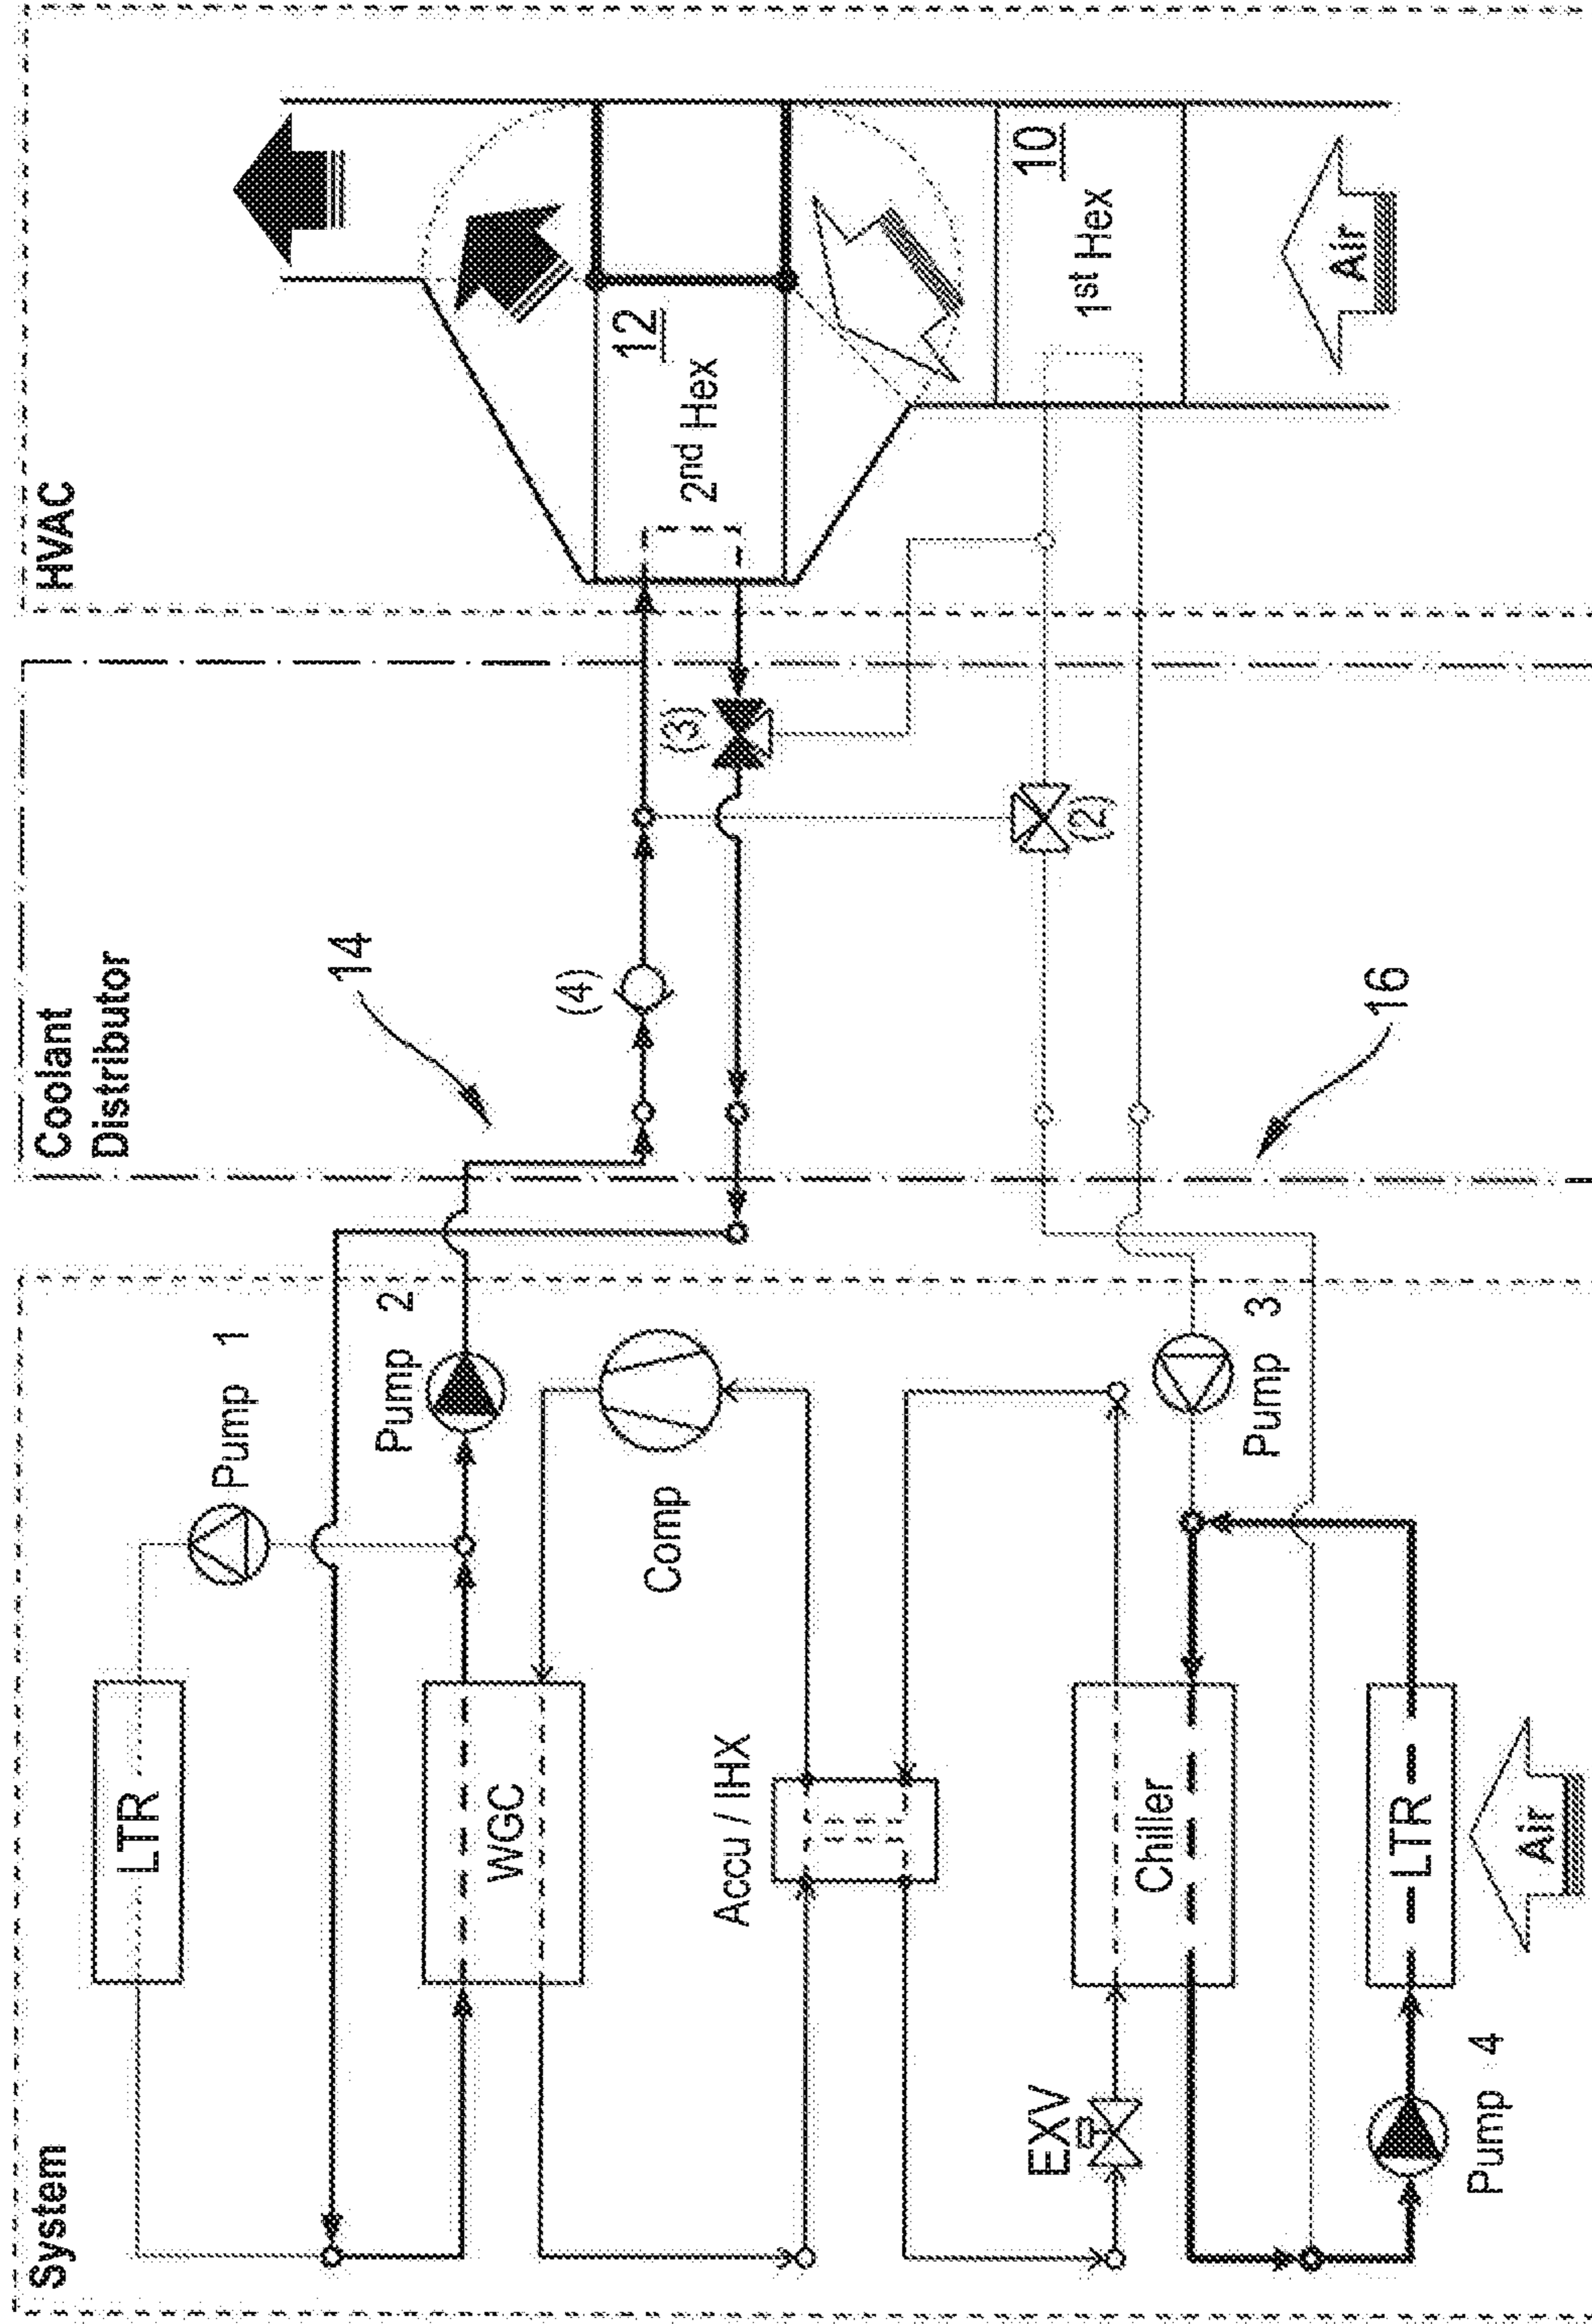 System
LTR
Pump 1
WGC
Pump 2
Comp
Accu / IHX
EXV
Chiller
Pump 3
LTR
Pump 4
Air
Coolant
Distributor
14
(4)
(3)
(2)
16
HVAC
12
2nd Hex
10
1st Hex
Air